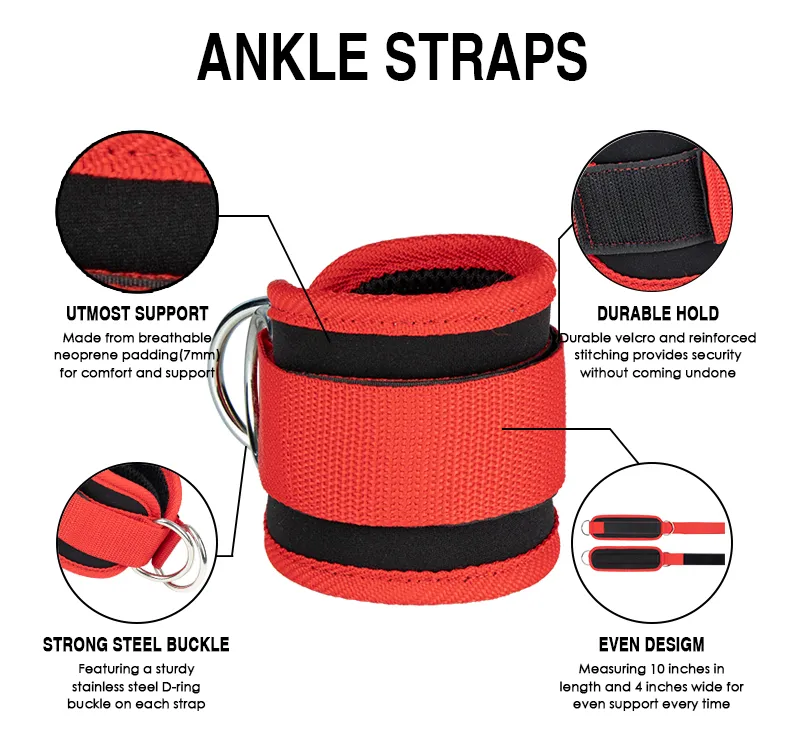 ANKLE STRAPS
UTMOST SUPPORT
Made from breathable
neoprene padding(7mm)
for comfort and support
DURABLE HOLD
Durable velcro and reinforced
stitching provides security
without coming undone
STRONG STEEL BUCKLE
Featuring a sturdy
stainless steel D-ring
buckle on each strap
EVEN DESIGM
Measuring 10 inches in
length and 4 inches wide for
even support every time